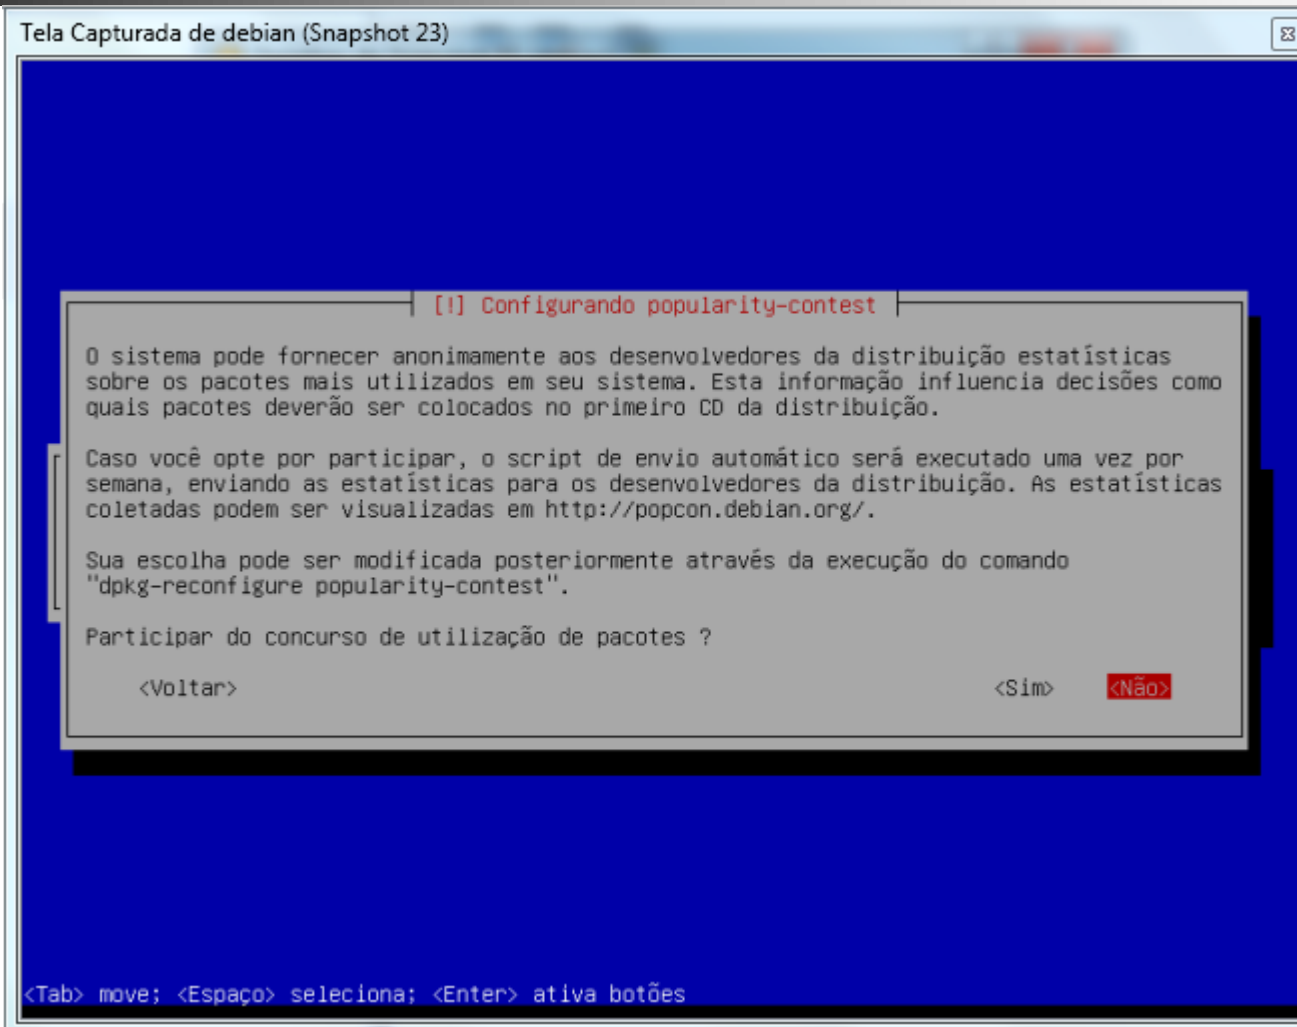 Tela Capturada de debian (Snapshot 23)
[!] Configurando popularity-contest
O sistema pode fornecer anonimamente aos desenvolvedores da distribuição estatísticas
sobre os pacotes mais utilizados em seu sistema. Esta informação influencia decisões como
quais pacotes deverão ser colocados no primeiro CD da distribuição.
Caso você opte por participar, o script de envio automático será executado uma vez por
semana, enviando as estatísticas para os desenvolvedores da distribuição. As estatísticas
coletadas podem ser visualizadas em http://popcon.debian.org/.
Sua escolha pode ser modificada posteriormente através da execução do comando
"dpkg-reconfigure popularity-contest".
Participar do concurso de utilização de pacotes ?
<Voltar> <Sim> <Não>
<Tab> move; <Espaço> seleciona; <Enter> ativa botões